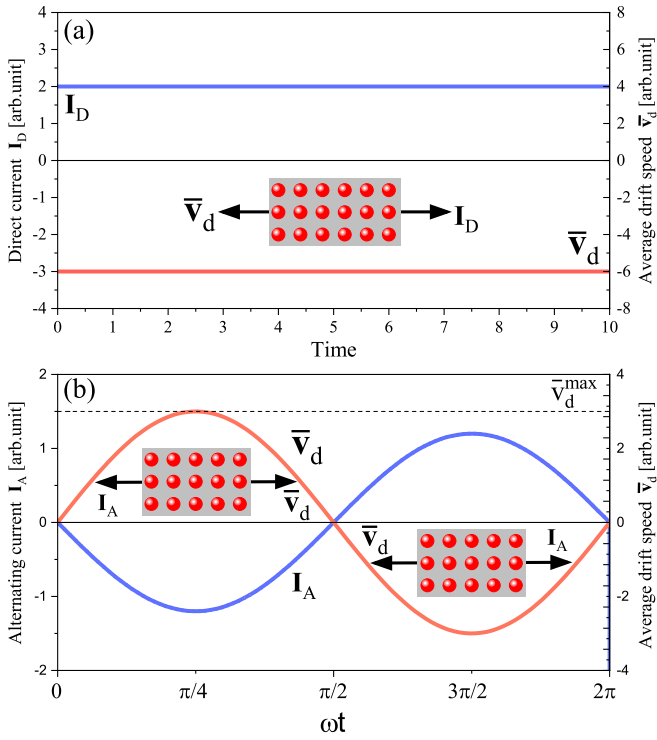 (a)
Direct current I_D [arb.unit]
4
3
2
1
0
-1
-2
-3
-4
Average drift speed v̄_d [arb.unit]
8
6
4
2
0
-2
-4
-6
-8
I_D
v̄_d
I_D
v̄_d
0 1 2 3 4 5 6 7 8 9 10
Time
(b)
Alternating current I_A [arb.unit]
2
1
0
-1
-2
Average drift speed v̄_d [arb.unit]
4
2
0
-2
-4
v̄_d^max
v̄_d
I_A
v̄_d
v̄_d
I_A
I_A
0 π/4 π/2 3π/2 2π
ωt